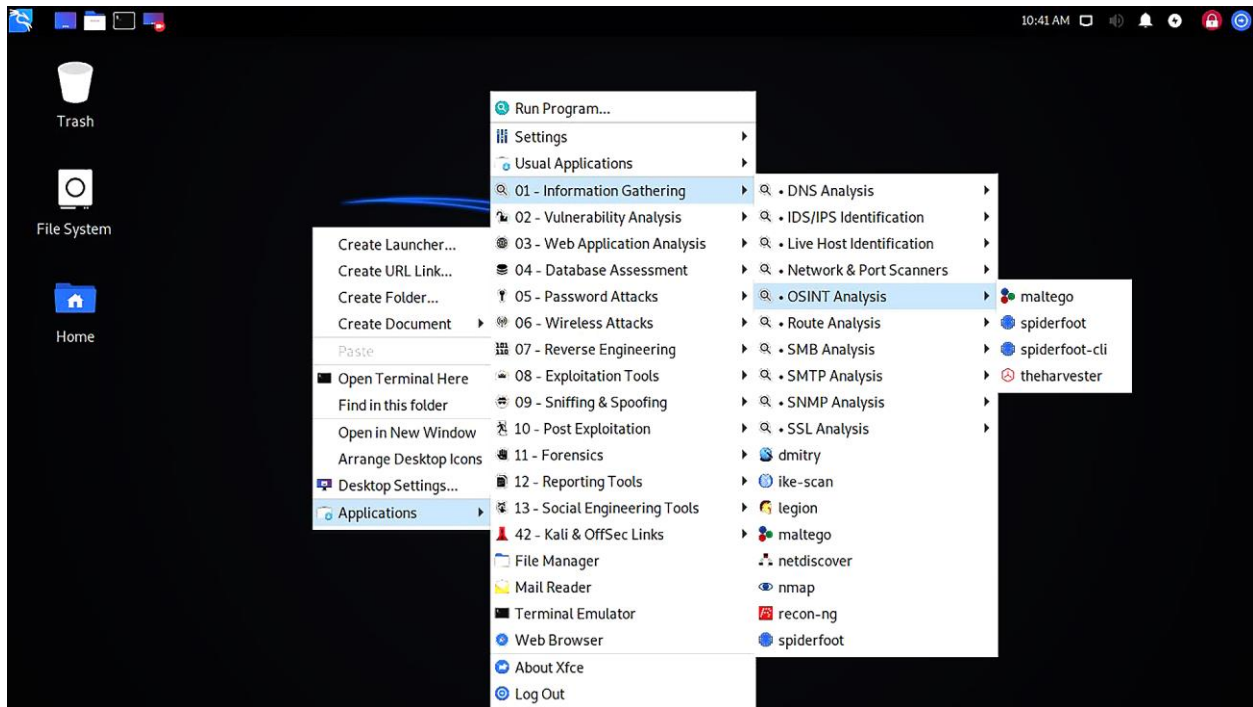 10:41 AM
Trash
File System
Home
Create Launcher...
Create URL Link...
Create Folder...
Create Document
Paste
Open Terminal Here
Find in this folder
Open in New Window
Arrange Desktop Icons
Desktop Settings...
Applications
Run Program...
Settings
Usual Applications
01 - Information Gathering
02 - Vulnerability Analysis
03 - Web Application Analysis
04 - Database Assessment
05 - Password Attacks
06 - Wireless Attacks
07 - Reverse Engineering
08 - Exploitation Tools
09 - Sniffing & Spoofing
10 - Post Exploitation
11 - Forensics
12 - Reporting Tools
13 - Social Engineering Tools
42 - Kali & OffSec Links
File Manager
Mail Reader
Terminal Emulator
Web Browser
About Xfce
Log Out
• DNS Analysis
• IDS/IPS Identification
• Live Host Identification
• Network & Port Scanners
• OSINT Analysis
• Route Analysis
• SMB Analysis
• SMTP Analysis
• SNMP Analysis
• SSL Analysis
dmitry
ike-scan
legion
maltego
netdiscover
nmap
recon-ng
spiderfoot
maltego
spiderfoot
spiderfoot-cli
theharvester